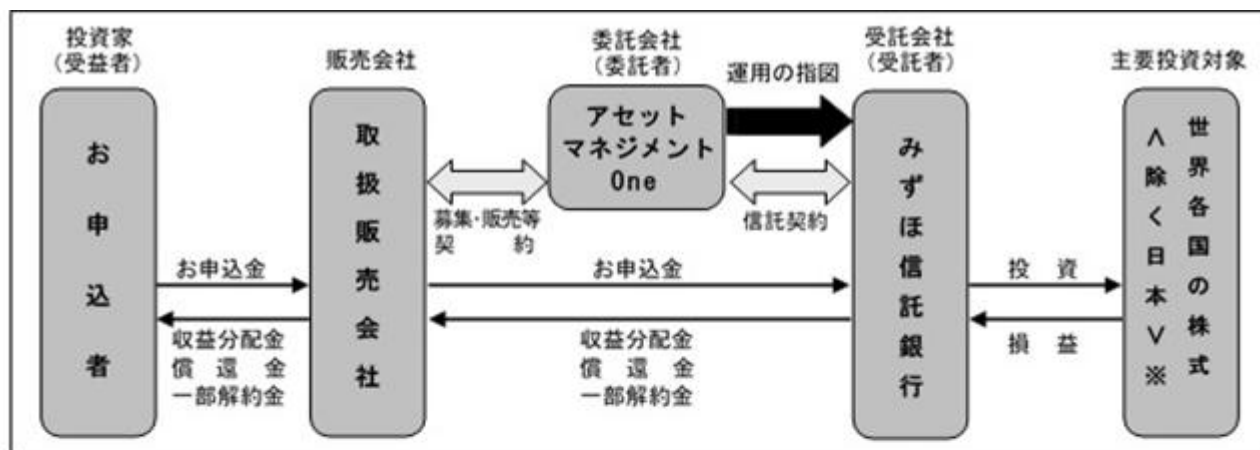 投資家
（受益者）
お申込者
販売会社
取扱販売会社
委託会社
（委託者）
アセット
マネジメント
One
運用の指図
受託会社
（受託者）
みずほ信託銀行
主要投資対象
世界各国の株式
＜除く日本＞※
募集・販売等
契約
信託契約
お申込金
収益分配金
償還金
一部解約金
お申込金
収益分配金
償還金
一部解約金
投資
損益